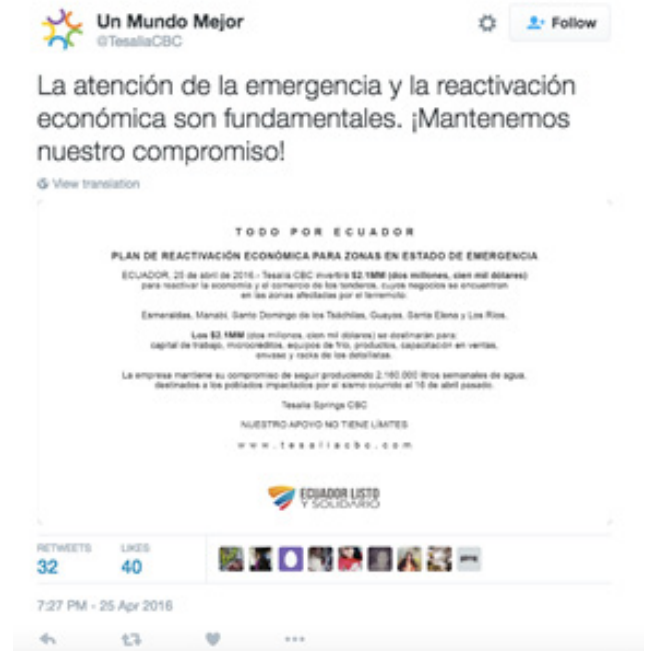 Un Mundo Mejor
@TesaliaCBC
Follow
La atención de la emergencia y la reactivación
económica son fundamentales. ¡Mantenemos
nuestro compromiso!
View translation
TODO POR ECUADOR
PLAN DE REACTIVACIÓN ECONÓMICA PARA ZONAS EN ESTADO DE EMERGENCIA
ECUADOR, 25 de abril de 2016.- Tesalia CBC invertirá $2.1MM (dos millones, cien mil dólares)
para reactivar la economía y el comercio de los tenderos, cuyos negocios se encuentran
en las zonas afectadas por el terremoto.
Esmeraldas, Manabí, Santo Domingo de los Tsáchilas, Guayas, Santa Elena y Los Ríos.
Los $2.1MM (dos millones, cien mil dólares) se destinarán para:
capital de trabajo, microcréditos, equipos de frío, productos, capacitación en ventas,
envase y racks de los detallistas.
La empresa mantiene su compromiso de seguir produciendo 2.160.000 litros semanales de agua,
destinados a los poblados impactados por el sismo ocurrido el 16 de abril pasado.
Tesalia Springs CBC
NUESTRO APOYO NO TIENE LÍMITES
www.tesaliacbc.com
ECUADOR LISTO
Y SOLIDARIO
RETWEETS LIKES
32 40
7:27 PM - 25 Apr 2016